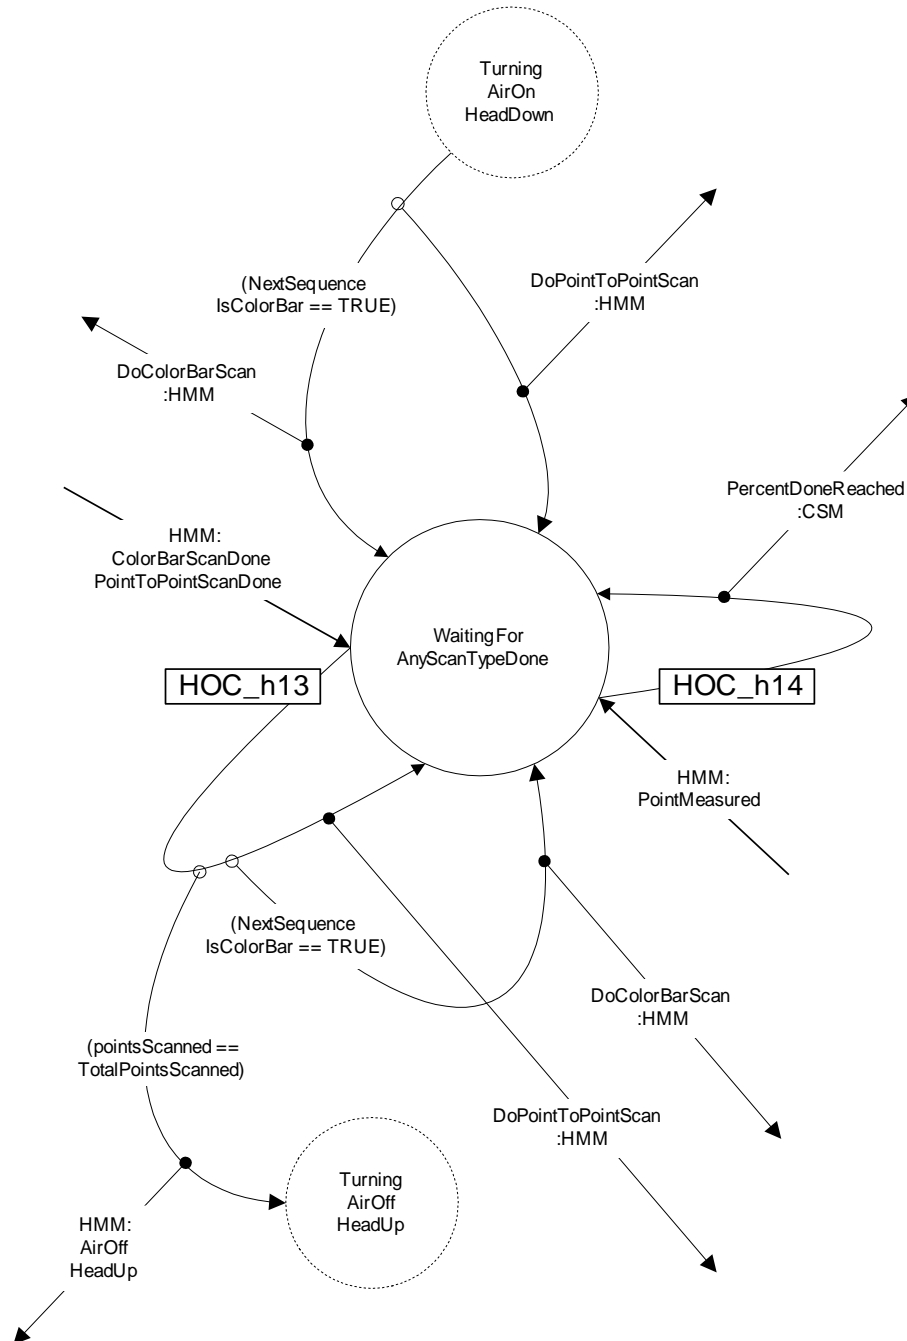 Turning
AirOn
HeadDown
(NextSequence
IsColorBar == TRUE)
DoPointToPointScan
:HMM
DoColorBarScan
:HMM
PercentDoneReached
:CSM
HMM:
ColorBarScanDone
PointToPointScanDone
WaitingFor
AnyScanTypeDone
HOC_h13
HOC_h14
HMM:
PointMeasured
(NextSequence
IsColorBar == TRUE)
DoColorBarScan
:HMM
(pointsScanned ==
TotalPointsScanned)
DoPointToPointScan
:HMM
Turning
AirOff
HeadUp
HMM:
AirOff
HeadUp